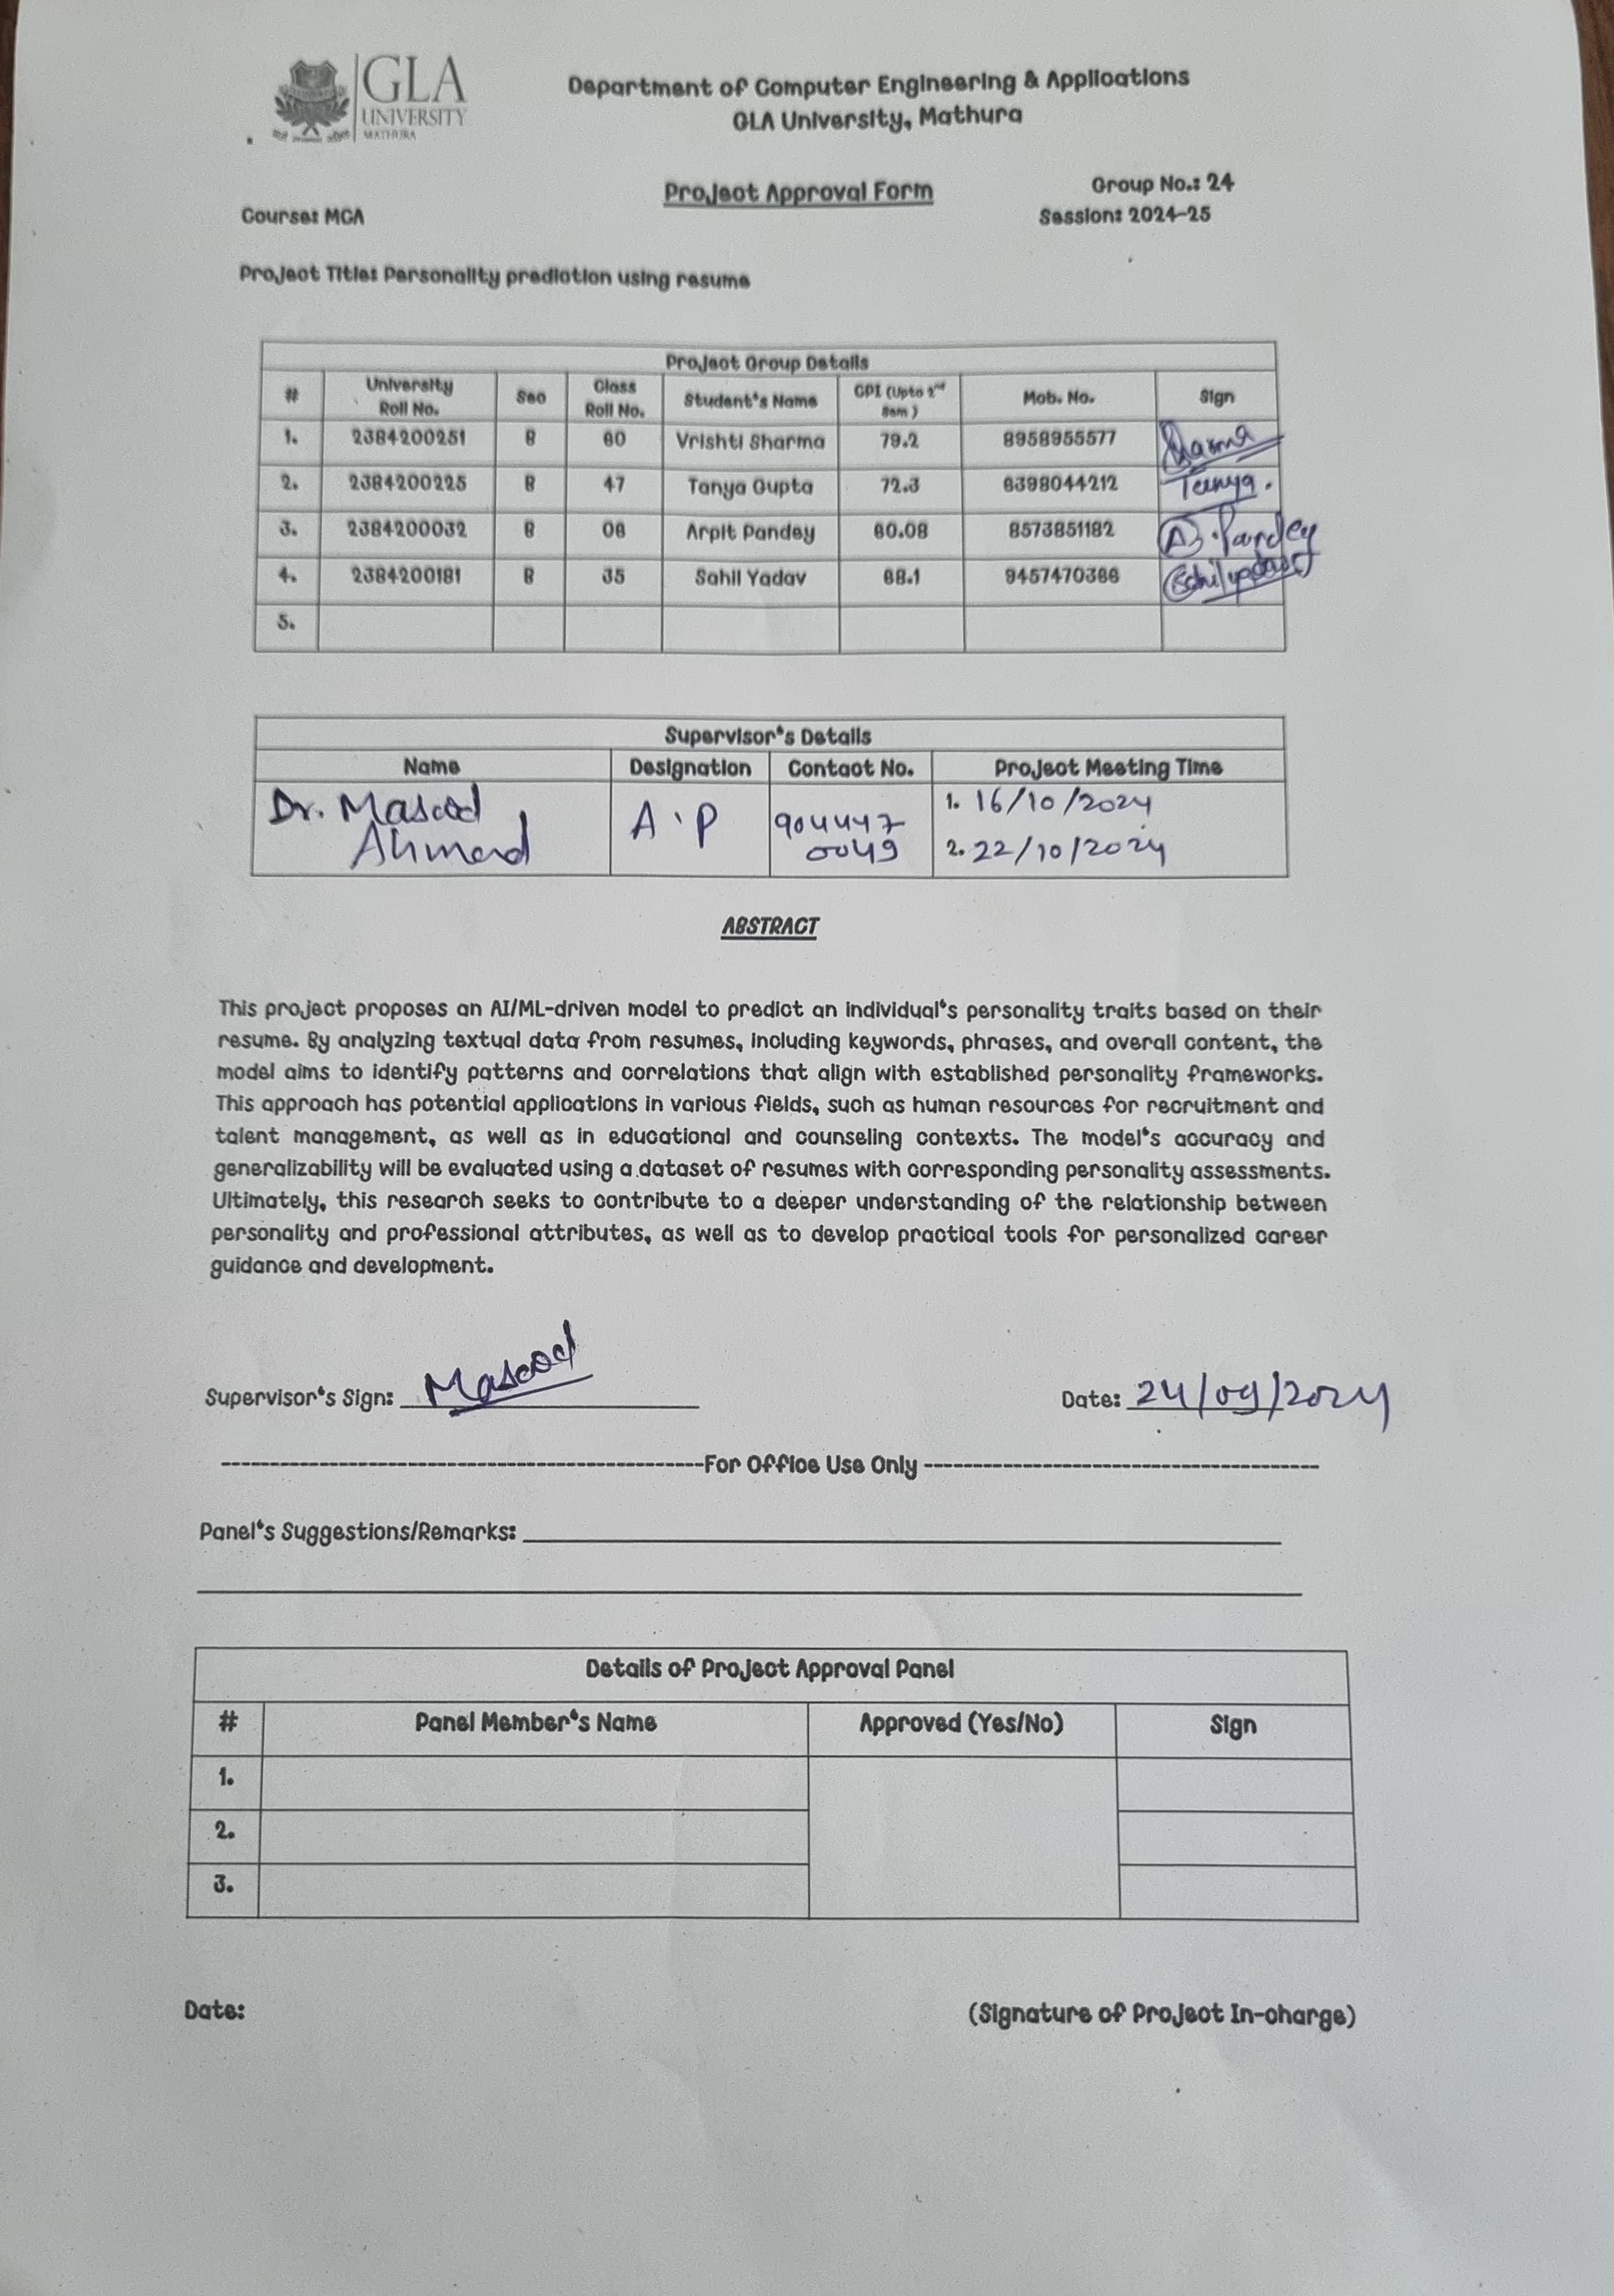 GLA
UNIVERSITY
MATHURA
Department of Computer Engineering & Applications
GLA University, Mathura
Project Approval Form
Group No.: 24
Course: MCA
Session: 2024-25
Project Title: Personality prediction using resume
Project Group Details
# University Roll No. Sec Class Roll No. Student's Name CPI (Upto 2nd Sem) Mob. No. Sign
1. 2384200251 B 60 Vrishti Sharma 79.2 8958955577 Sharma
2. 2384200225 B 47 Tanya Gupta 72.3 6398044212 Tanya.
3. 2384200032 B 08 Arpit Pandey 60.08 8573851182 A. Pandey
4. 2384200181 B 35 Sahil Yadav 68.1 9457470366 Sahil yadav
5.
Supervisor's Details
Name Designation Contact No. Project Meeting Time
Dr. Masood Ahmad A.P 9044470049 1. 16/10/2024
2. 22/10/2024
ABSTRACT
This project proposes an AI/ML-driven model to predict an individual's personality traits based on their
resume. By analyzing textual data from resumes, including keywords, phrases, and overall content, the
model aims to identify patterns and correlations that align with established personality frameworks.
This approach has potential applications in various fields, such as human resources for recruitment and
talent management, as well as in educational and counseling contexts. The model's accuracy and
generalizability will be evaluated using a dataset of resumes with corresponding personality assessments.
Ultimately, this research seeks to contribute to a deeper understanding of the relationship between
personality and professional attributes, as well as to develop practical tools for personalized career
guidance and development.
Supervisor's Sign: Masood
Date: 24/09/2024
For Office Use Only
Panel's Suggestions/Remarks:
Details of Project Approval Panel
# Panel Member's Name Approved (Yes/No) Sign
1.
2.
3.
Date:
(Signature of Project In-charge)